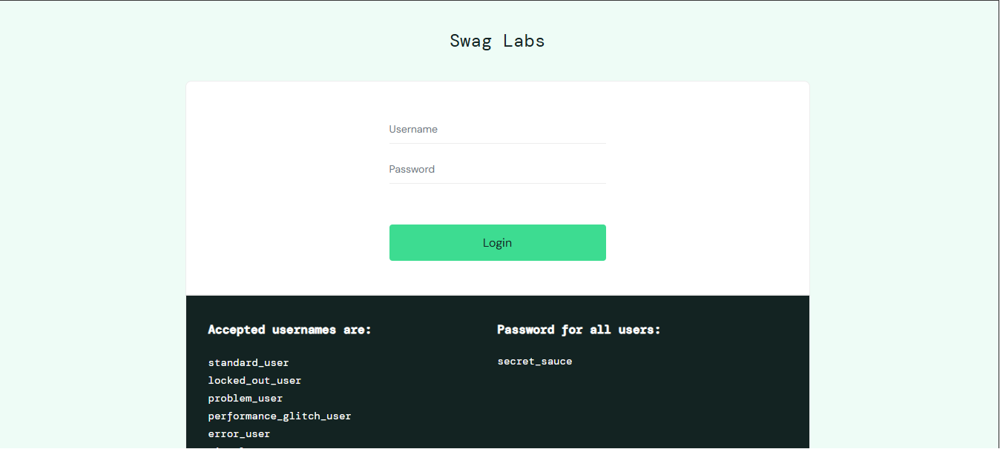 Swag Labs
Username
Password
Login
Accepted usernames are:
standard_user
locked_out_user
problem_user
performance_glitch_user
error_user
Password for all users:
secret_sauce